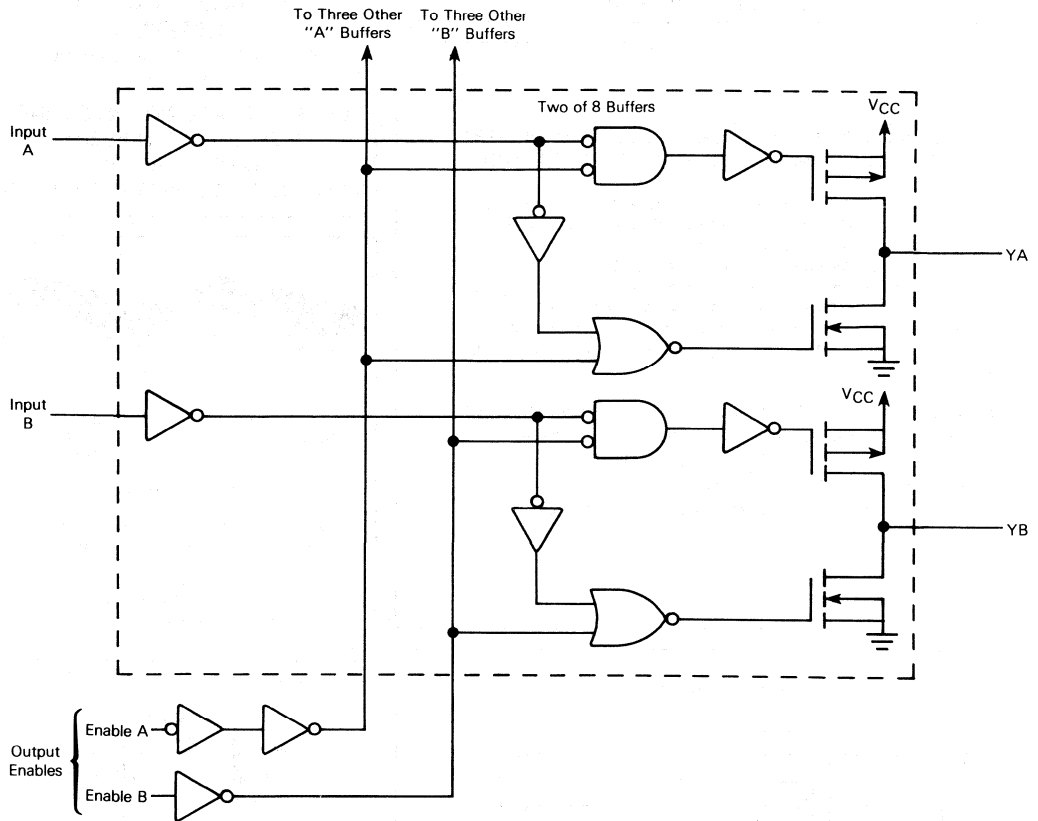 To Three Other
"A" Buffers
To Three Other
"B" Buffers
Two of 8 Buffers
VCC
Input
A
YA
Input
B
VCC
YB
Output
Enables
Enable A
Enable B